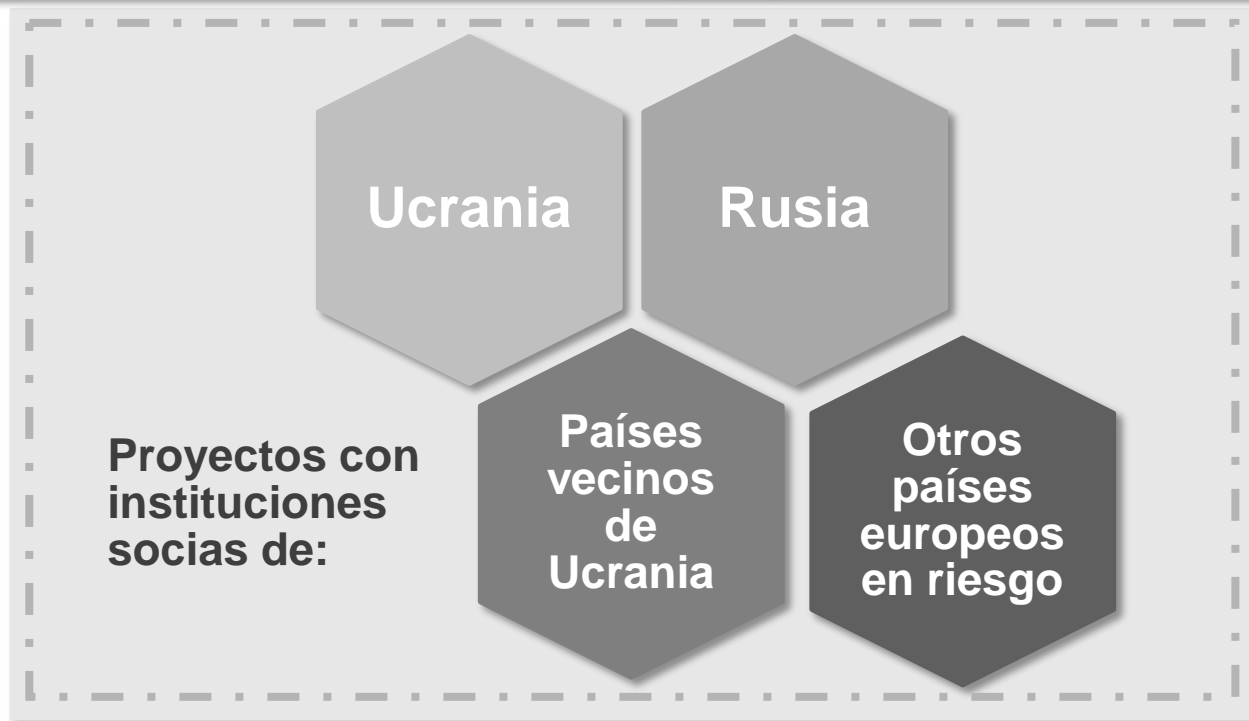 Ucrania
Rusia
Proyectos con
instituciones
socias de:
Países
vecinos
de
Ucrania
Otros
países
europeos
en riesgo